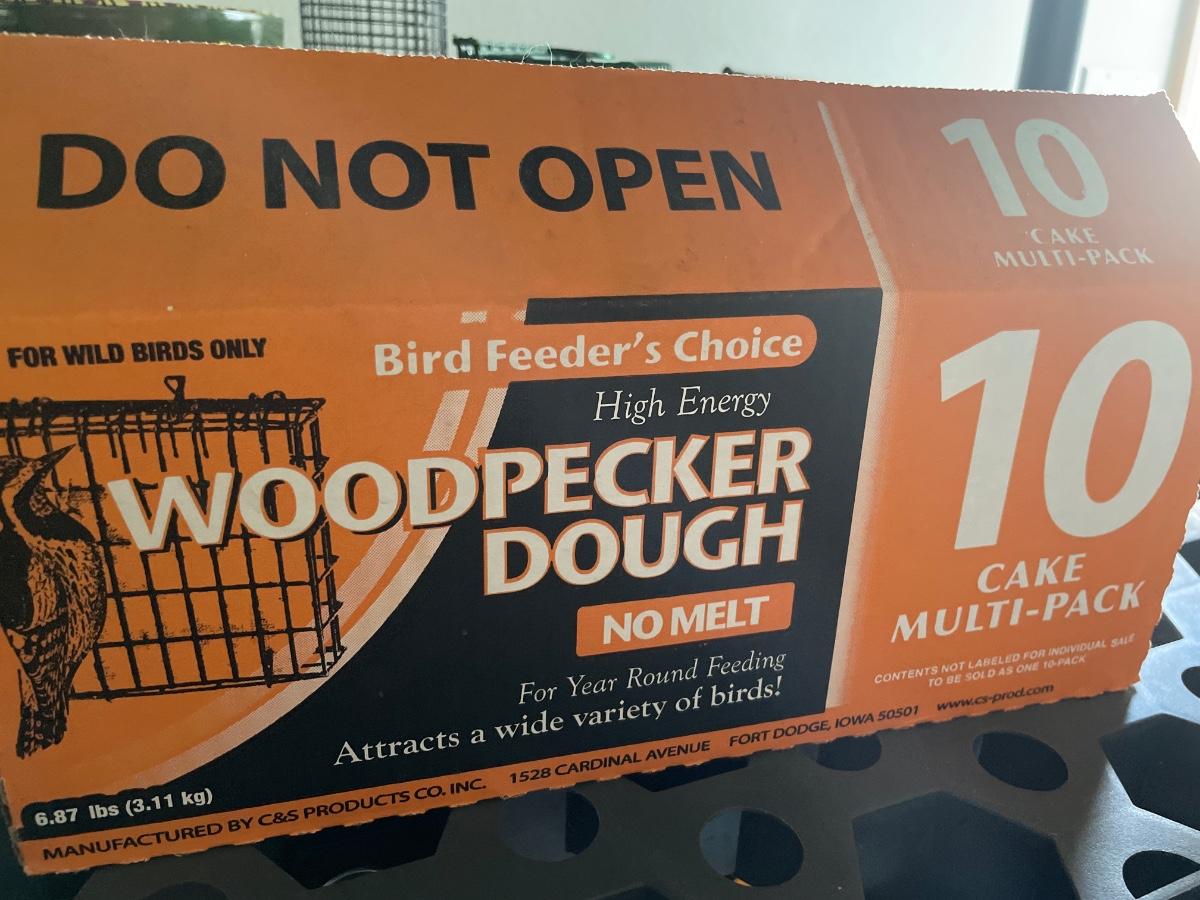 DO NOT OPEN
10
CAKE
MULTI-PACK
FOR WILD BIRDS ONLY
Bird Feeder's Choice
High Energy
WOODPECKER
DOUGH
NO MELT
For Year Round Feeding
Attracts a wide variety of birds!
6.87 lbs (3.11 kg)
10
CAKE
MULTI-PACK
CONTENTS NOT LABELED FOR INDIVIDUAL SALE
TO BE SOLD AS ONE 10-PACK
MANUFACTURED BY C&S PRODUCTS CO. INC. 1528 CARDINAL AVENUE FORT DODGE, IOWA 50501 www.cs-prod.com